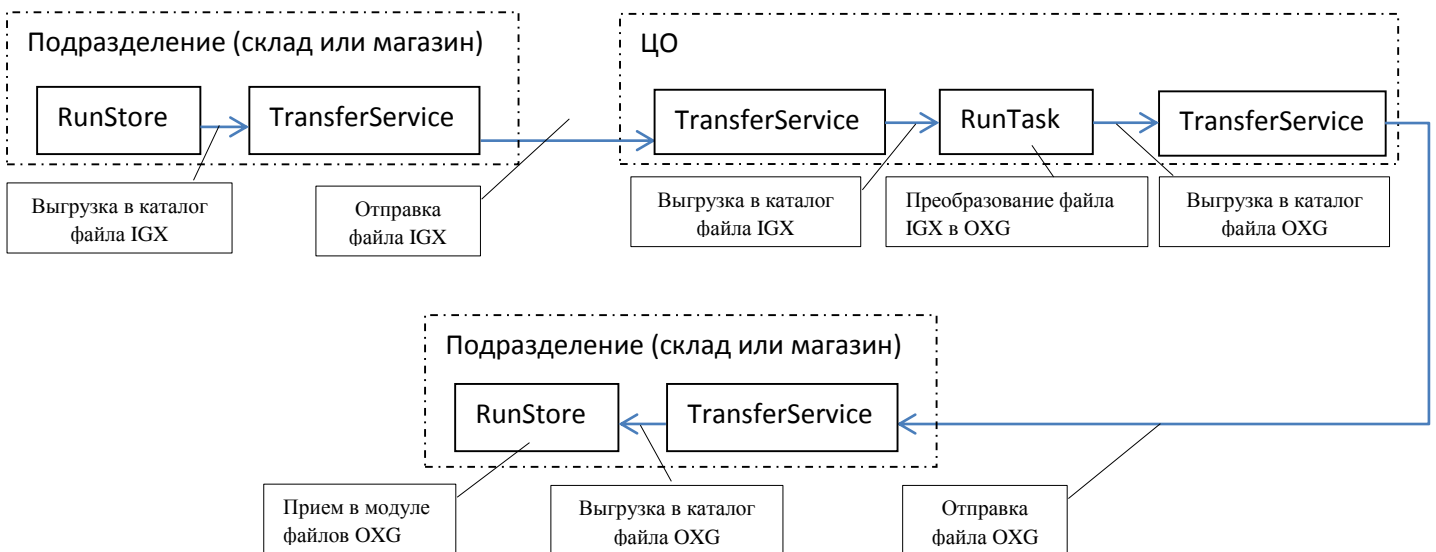 Подразделение (склад или магазин)
ЦО
RunStore
TransferService
TransferService
RunTask
TransferService
Выгрузка в каталог
файла IGX
Отправка
файла IGX
Выгрузка в каталог
файла IGX
Преобразование файла
IGX в OXG
Выгрузка в каталог
файла OXG
Подразделение (склад или магазин)
RunStore
TransferService
Прием в модуле
файлов OXG
Выгрузка в каталог
файла OXG
Отправка
файла OXG